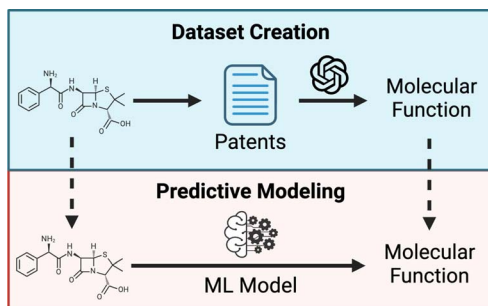 Dataset Creation
NH₂
H
N
H
S
O
O
N
OH
O
Patents
Molecular
Function
Predictive Modeling
NH₂
H
N
H
S
O
O
N
OH
O
ML Model
Molecular
Function